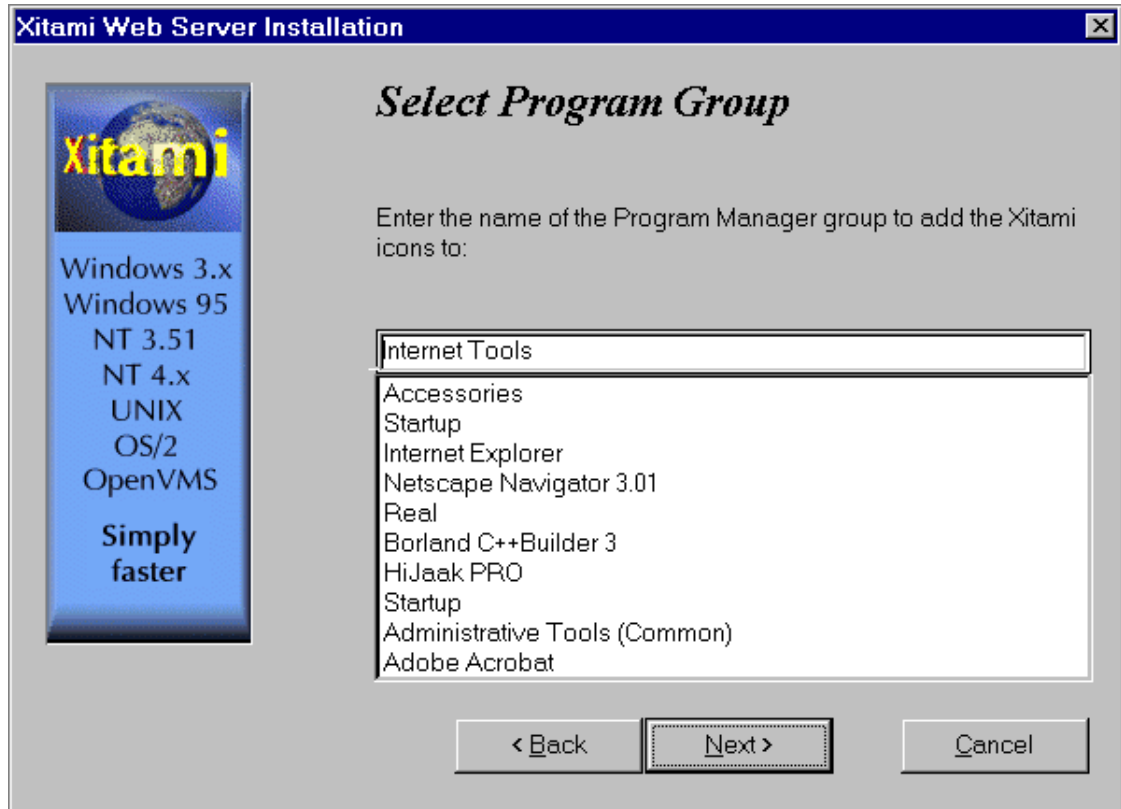 Xitami Web Server Installation
Xitami
Windows 3.x
Windows 95
NT 3.51
NT 4.x
UNIX
OS/2
OpenVMS
Simply
faster
Select Program Group
Enter the name of the Program Manager group to add the Xitami
icons to:
Internet Tools
Accessories
Startup
Internet Explorer
Netscape Navigator 3.01
Real
Borland C++Builder 3
HiJaak PRO
Startup
Administrative Tools (Common)
Adobe Acrobat
< Back
Next >
Cancel